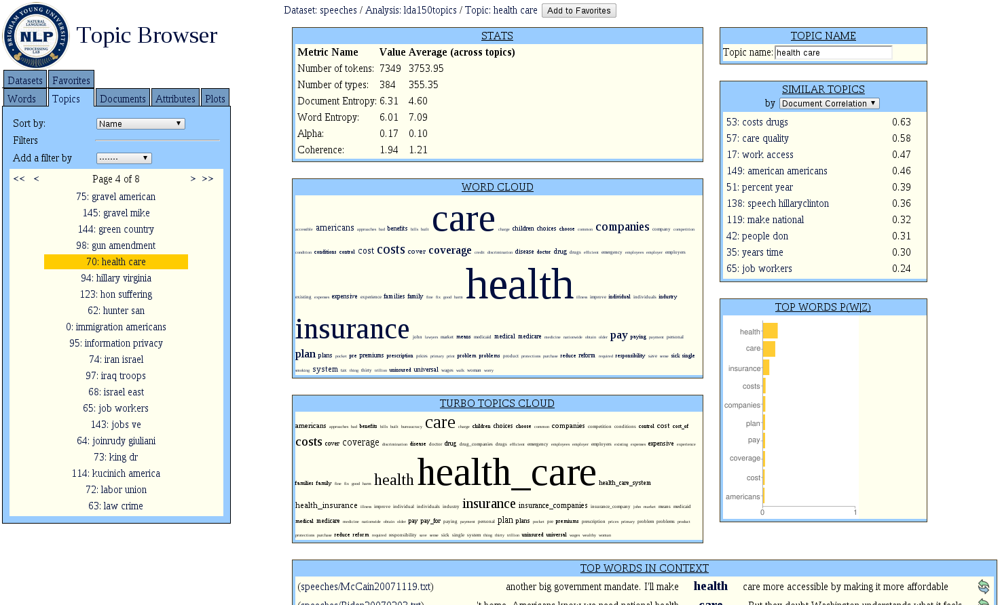 BRIGHAM YOUNG UNIVERSITY
NATURAL LANGUAGE
NLP
PROCESSING LAB
Topic Browser
Datasets Favorites
Words Topics Documents Attributes Plots
Sort by: Name
Filters
Add a filter by -------
<< < Page 4 of 8 > >>
75: gravel american
145: gravel mike
144: green country
98: gun amendment
70: health care
94: hillary virginia
123: hon suffering
62: hunter san
0: immigration americans
95: information privacy
74: iran israel
97: iraq troops
68: israel east
65: job workers
143: jobs ve
64: joinrudy giuliani
73: king dr
114: kucinich america
72: labor union
63: law crime
Dataset: speeches / Analysis: lda150topics / Topic: health care Add to Favorites
STATS
Metric Name Value Average (across topics)
Number of tokens: 7349 3753.95
Number of types: 384 355.35
Document Entropy: 6.31 4.60
Word Entropy: 6.01 7.09
Alpha: 0.17 0.10
Coherence: 1.94 1.21
WORD CLOUD
accessible americans approaches bad benefits bills built care charge children choices choose common companies company competition
condition conditions control cost costs cover coverage credit discrimination disease doctor drug drugs efficient emergency employees employer employers
existing expenses expensive experience families family fine fix good harm health illness improve individual individuals industry
insurance john lawyers market means medicaid medical medicare medicine nationwide obtain older pay paying payment personal
plan plans pocket pre premiums prescription prices primary print problem problems product protections purchase reduce reform required responsibility save sense sick single
smoking system tax thing thirty trillion uninsured universal wages walk woman worry
TURBO TOPICS CLOUD
americans approaches bad benefits bills built bureaucracy care charge children choices choose common companies competition conditions control cost cost_of
costs cover coverage discrimination disease doctor drug drug_companies drugs efficient emergency employees employer employers existing expenses expensive experience
families family fine fix good harm health health_care health_care_system
health_insurance illness improve individual individuals industry insurance insurance_companies insurance_company john market means medicaid
medical medicare medicine nationwide obtain older pay pay_for paying payment personal plan plans pocket pre premiums prescription prices primary problem problems product
protections purchase reduce reform required responsibility save sense sick single system thing thirty trillion uninsured universal wages wealthy woman
TOPIC NAME
Topic name: health care
SIMILAR TOPICS
by Document Correlation
53: costs drugs 0.63
57: care quality 0.58
17: work access 0.47
149: american americans 0.46
51: percent year 0.39
138: speech hillaryclinton 0.36
119: make national 0.32
42: people don 0.31
35: years time 0.30
65: job workers 0.24
TOP WORDS P(W|Z)
health
care
insurance
costs
companies
plan
pay
coverage
cost
americans
0 1
TOP WORDS IN CONTEXT
(speeches/McCain20071119.txt) another big government mandate. I'll make health care more accessible by making it more affordable
(speeches/Biden20070203.txt) 't home. Americans know we need national health care . But they doubt Washington understands what it feels